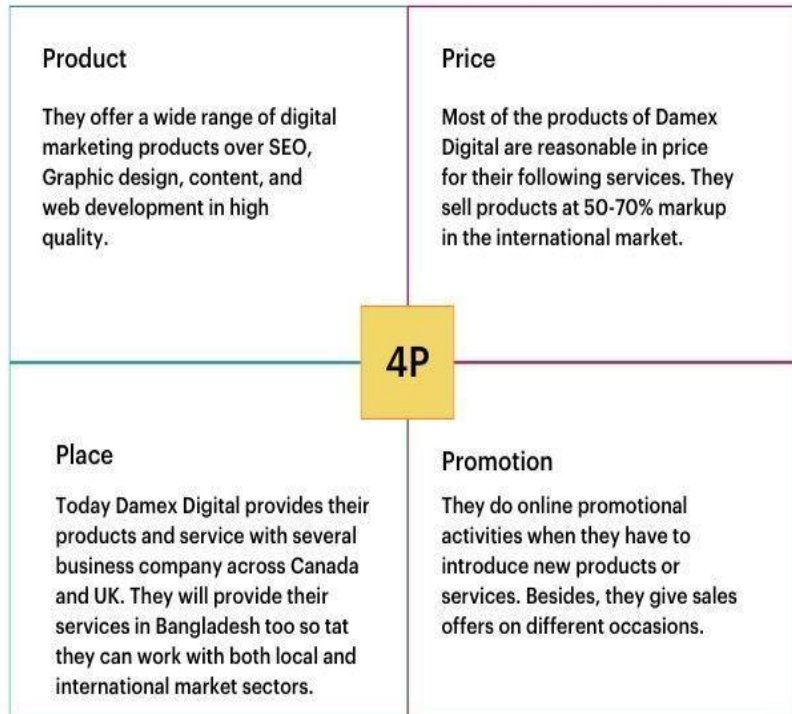 Product
They offer a wide range of digital
marketing products over SEO,
Graphic design, content, and
web development in high
quality.
Price
Most of the products of Damex
Digital are reasonable in price
for their following services. They
sell products at 50-70% markup
in the international market.
4P
Place
Today Damex Digital provides their
products and service with several
business company across Canada
and UK. They will provide their
services in Bangladesh too so tat
they can work with both local and
international market sectors.
Promotion
They do online promotional
activities when they have to
introduce new products or
services. Besides, they give sales
offers on different occasions.